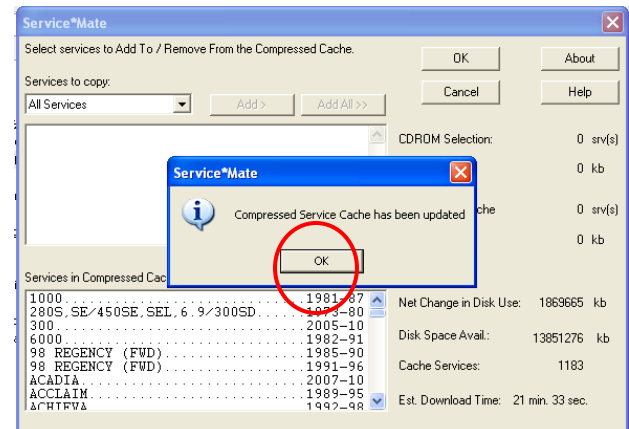 Service*Mate
Select services to Add To / Remove From the Compressed Cache.
OK
About
Services to copy:
Cancel
Help
All Services
Add >
Add All >>
CDROM Selection:
0 srv(s)
0 kb
Service*Mate
Compressed Service Cache has been updated
che
0 srv(s)
0 kb
OK
Services in Compressed Cac
1000..............................1981-87
280S,SE/450SE,SEL,6.9/300SD.......1973-80
300...............................2005-10
6000..............................1982-91
98 REGENCY (FWD)..................1985-90
98 REGENCY (FWD)..................1991-96
ACADIA............................2007-10
ACCLAIM...........................1989-95
ACHIEVA...........................1992-98
Net Change in Disk Use: 1869665 kb
Disk Space Avail.: 13851276 kb
Cache Services: 1183
Est. Download Time: 21 min. 33 sec.